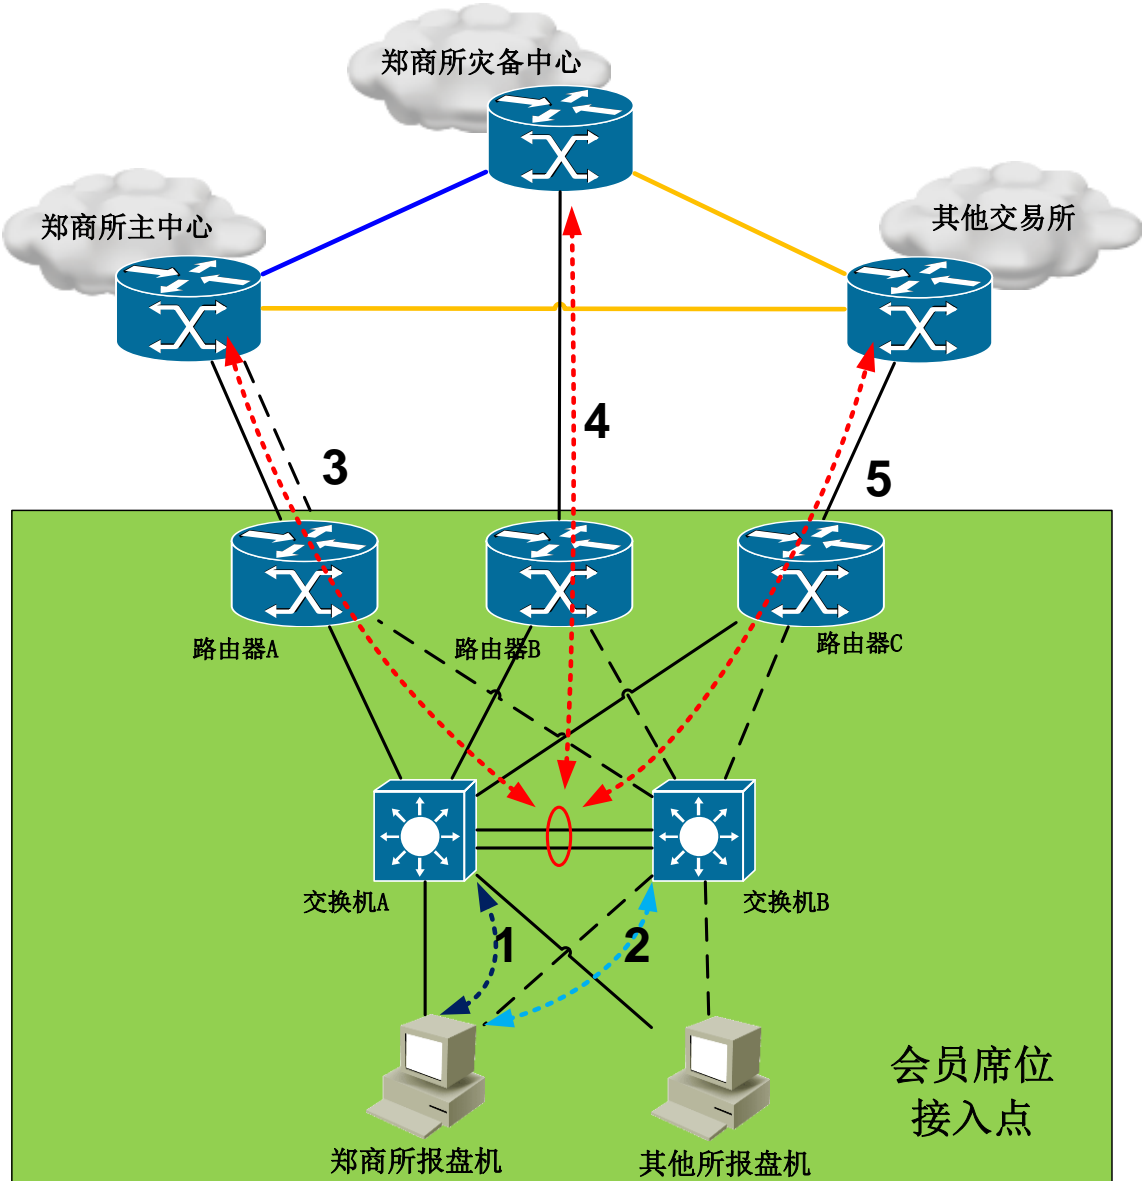 郑商所灾备中心
郑商所主中心
其他交易所
4
3
5
路由器A
路由器B
路由器C
交换机A
交换机B
1
2
会员席位
接入点
郑商所报盘机
其他所报盘机